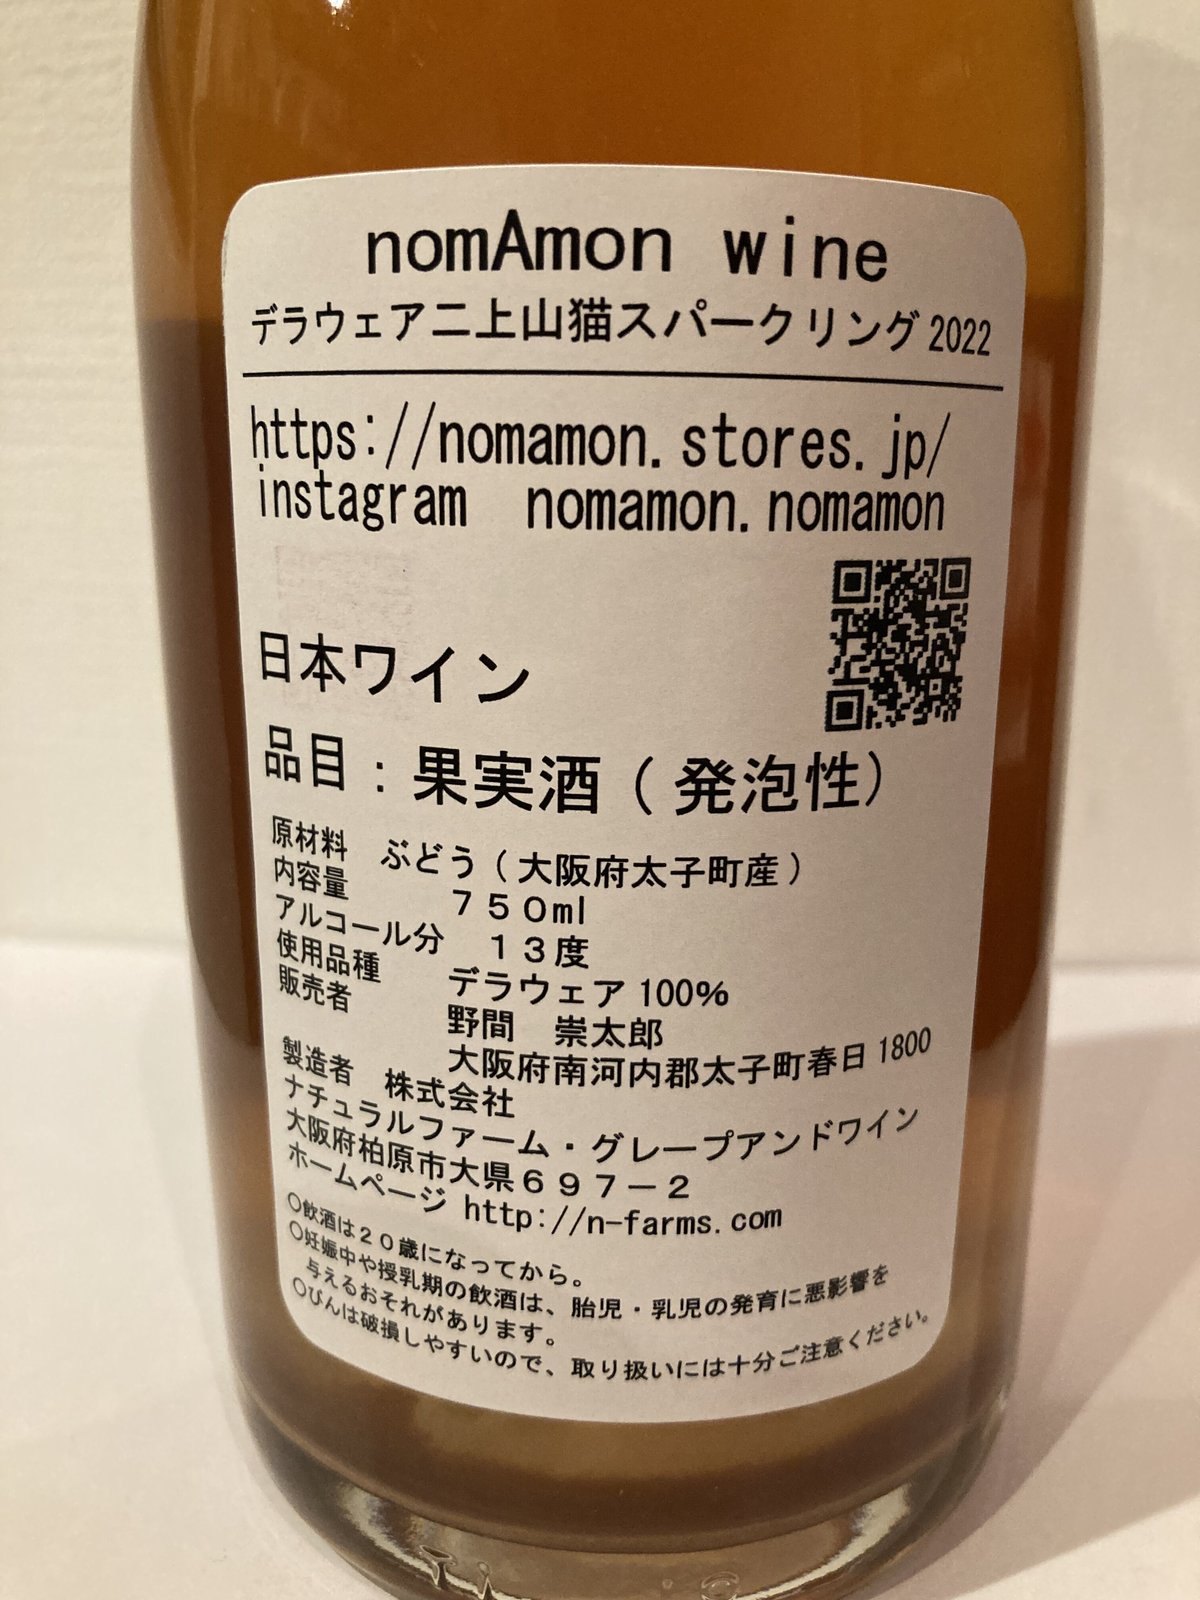 nomAmon wine
デラウェア二上山猫スパークリング2022
https://nomamon.stores.jp/
instagram nomamon.nomamon
日本ワイン
品目：果実酒（発泡性）
原材料 ぶどう（大阪府太子町産）
内容量 ７５０ml
アルコール分 １３度
使用品種 デラウェア100%
販売者 野間 崇太郎
大阪府南河内郡太子町春日1800
製造者 株式会社
ナチュラルファーム・グレープアンドワイン
大阪府柏原市大県６９７－２
ホームページ http://n-farms.com
○飲酒は２０歳になってから。
○妊娠中や授乳期の飲酒は、胎児・乳児の発育に悪影響を
与えるおそれがあります。
○びんは破損しやすいので、取り扱いには十分ご注意ください。